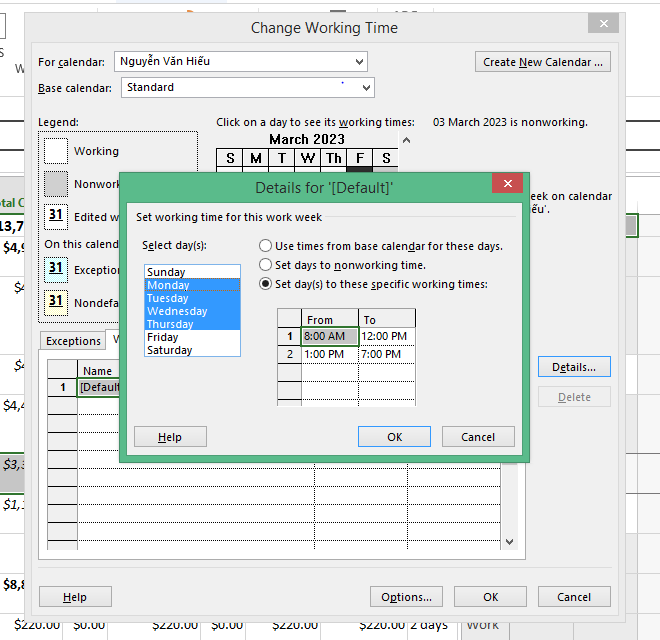 Change Working Time
For calendar: Nguyễn Văn Hiếu
Create New Calendar ...
Base calendar: Standard
Legend:
Click on a day to see its working times:
03 March 2023 is nonworking.
Working
March 2023
S M T W Th F S
Nonwork
31 Edited w
On this calend
31 Exception
31 Nondefa
eek on calendar
ếu'.
Details for '[Default]'
Set working time for this work week
Select day(s):
Sunday
Monday
Tuesday
Wednesday
Thursday
Friday
Saturday
Use times from base calendar for these days.
Set days to nonworking time.
Set day(s) to these specific working times:
From To
1 8:00 AM 12:00 PM
2 1:00 PM 7:00 PM
Help
OK
Cancel
Exceptions
Name
1 [Default
Details...
Delete
Help
Options...
OK
Cancel
tal C
13,7
$4,9
$4
$4
$4,4
$3,3
$1,1
$8,8
$220.00 $0.00 $220.00 $0.00 $220.00 $220.00 2 days Work